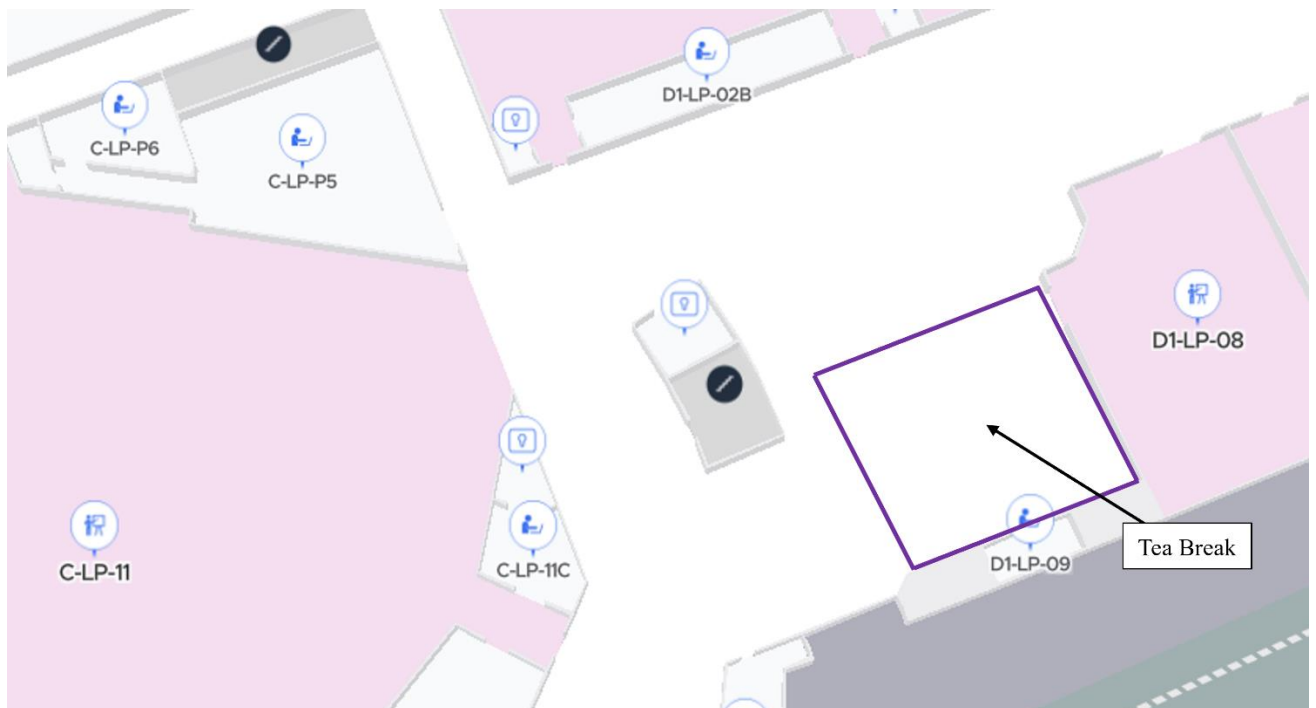 D1-LP-02B
C-LP-P6
C-LP-P5
D1-LP-08
C-LP-11
C-LP-11C
D1-LP-09
Tea Break